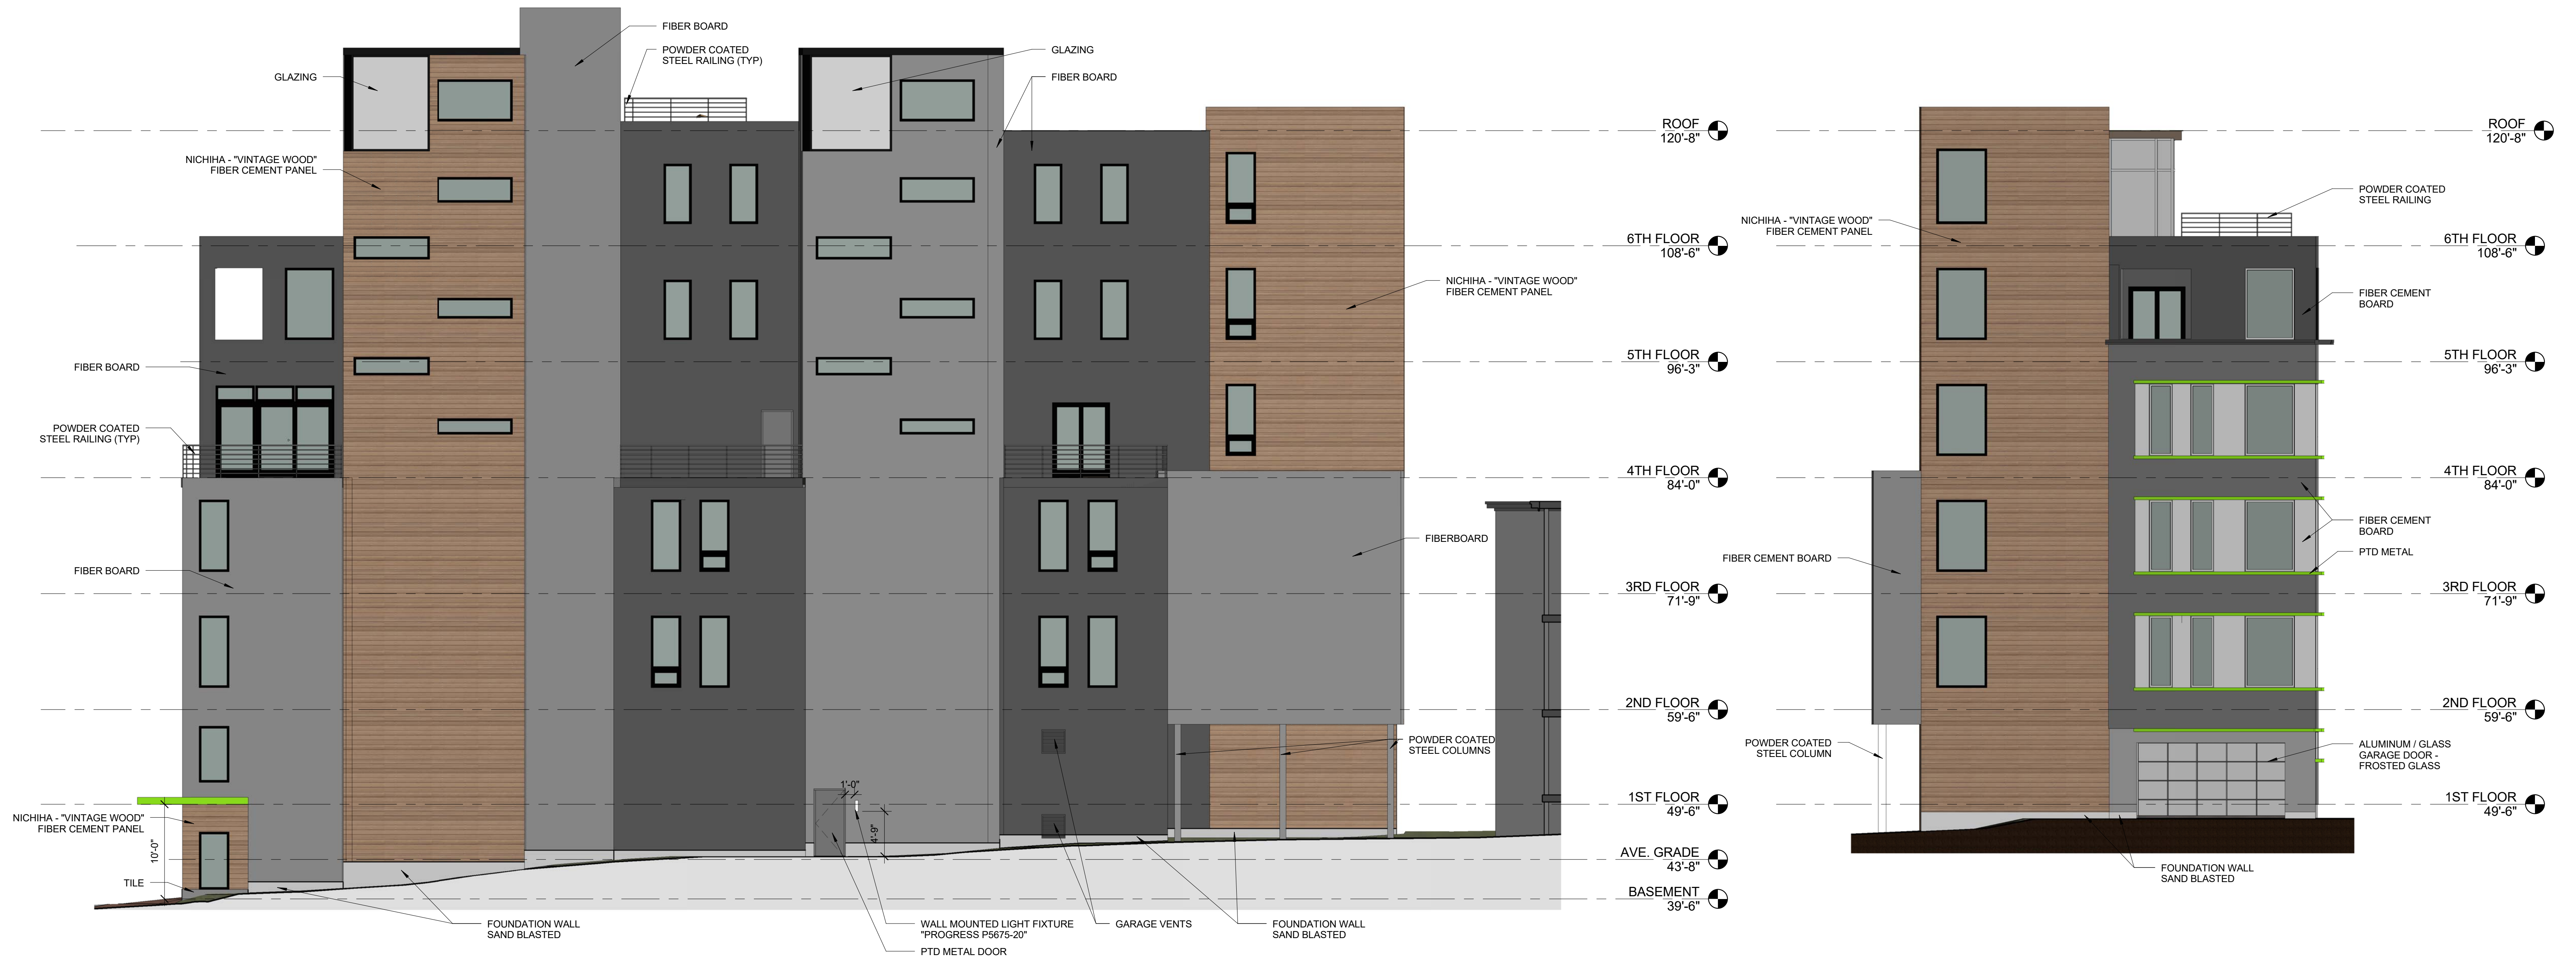 FIBER BOARD
POWDER COATED
STEEL RAILING (TYP)
GLAZING
GLAZING
FIBER BOARD
NICHIHA - "VINTAGE WOOD"
FIBER CEMENT PANEL
FIBER BOARD
POWDER COATED
STEEL RAILING (TYP)
FIBER BOARD
NICHIHA - "VINTAGE WOOD"
FIBER CEMENT PANEL
10'-0"
TILE
FOUNDATION WALL
SAND BLASTED
1'-0"
4'-9"
WALL MOUNTED LIGHT FIXTURE
"PROGRESS P5675-20"
PTD METAL DOOR
GARAGE VENTS
FOUNDATION WALL
SAND BLASTED
NICHIHA - "VINTAGE WOOD"
FIBER CEMENT PANEL
FIBERBOARD
POWDER COATED
STEEL COLUMNS
ROOF
120'-8"
6TH FLOOR
108'-6"
5TH FLOOR
96'-3"
4TH FLOOR
84'-0"
3RD FLOOR
71'-9"
2ND FLOOR
59'-6"
1ST FLOOR
49'-6"
AVE. GRADE
43'-8"
BASEMENT
39'-6"
NICHIHA - "VINTAGE WOOD"
FIBER CEMENT PANEL
FIBER CEMENT BOARD
POWDER COATED
STEEL COLUMN
POWDER COATED
STEEL RAILING
FIBER CEMENT
BOARD
FIBER CEMENT
BOARD
PTD METAL
ALUMINUM / GLASS
GARAGE DOOR -
FROSTED GLASS
FOUNDATION WALL
SAND BLASTED
ROOF
120'-8"
6TH FLOOR
108'-6"
5TH FLOOR
96'-3"
4TH FLOOR
84'-0"
3RD FLOOR
71'-9"
2ND FLOOR
59'-6"
1ST FLOOR
49'-6"